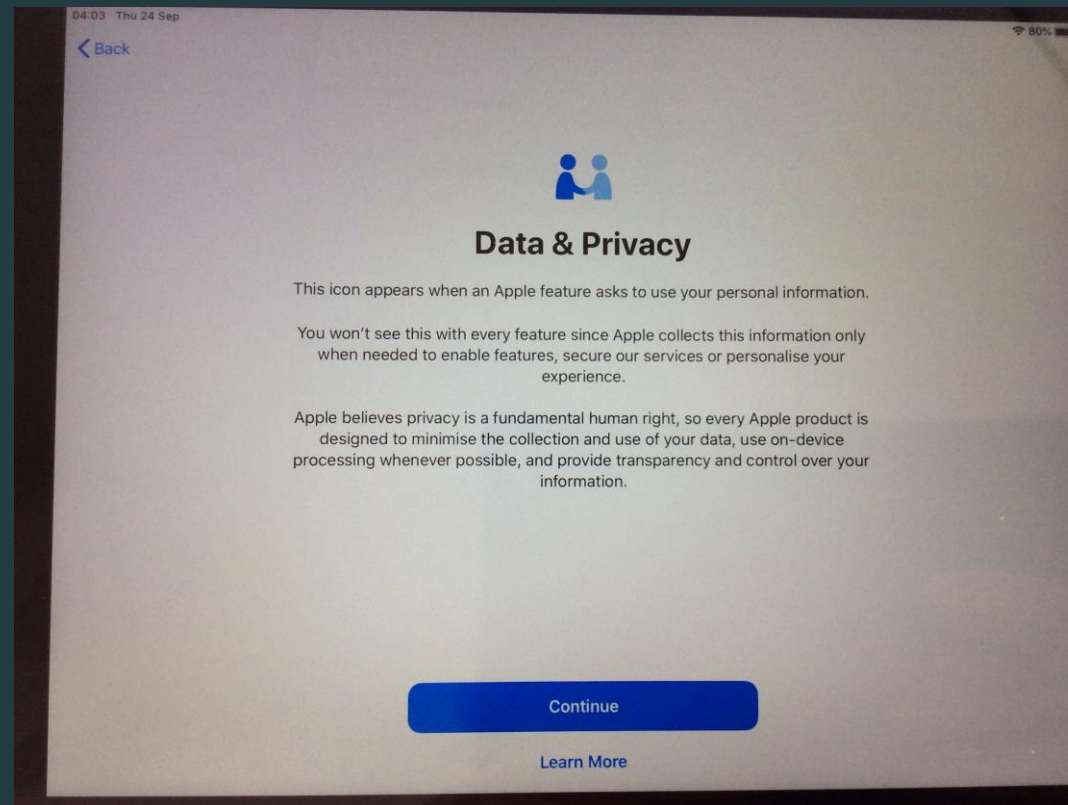 04:03 Thu 24 Sep
80%
Back
Data & Privacy
This icon appears when an Apple feature asks to use your personal information.
You won't see this with every feature since Apple collects this information only
when needed to enable features, secure our services or personalise your
experience.
Apple believes privacy is a fundamental human right, so every Apple product is
designed to minimise the collection and use of your data, use on-device
processing whenever possible, and provide transparency and control over your
information.
Continue
Learn More